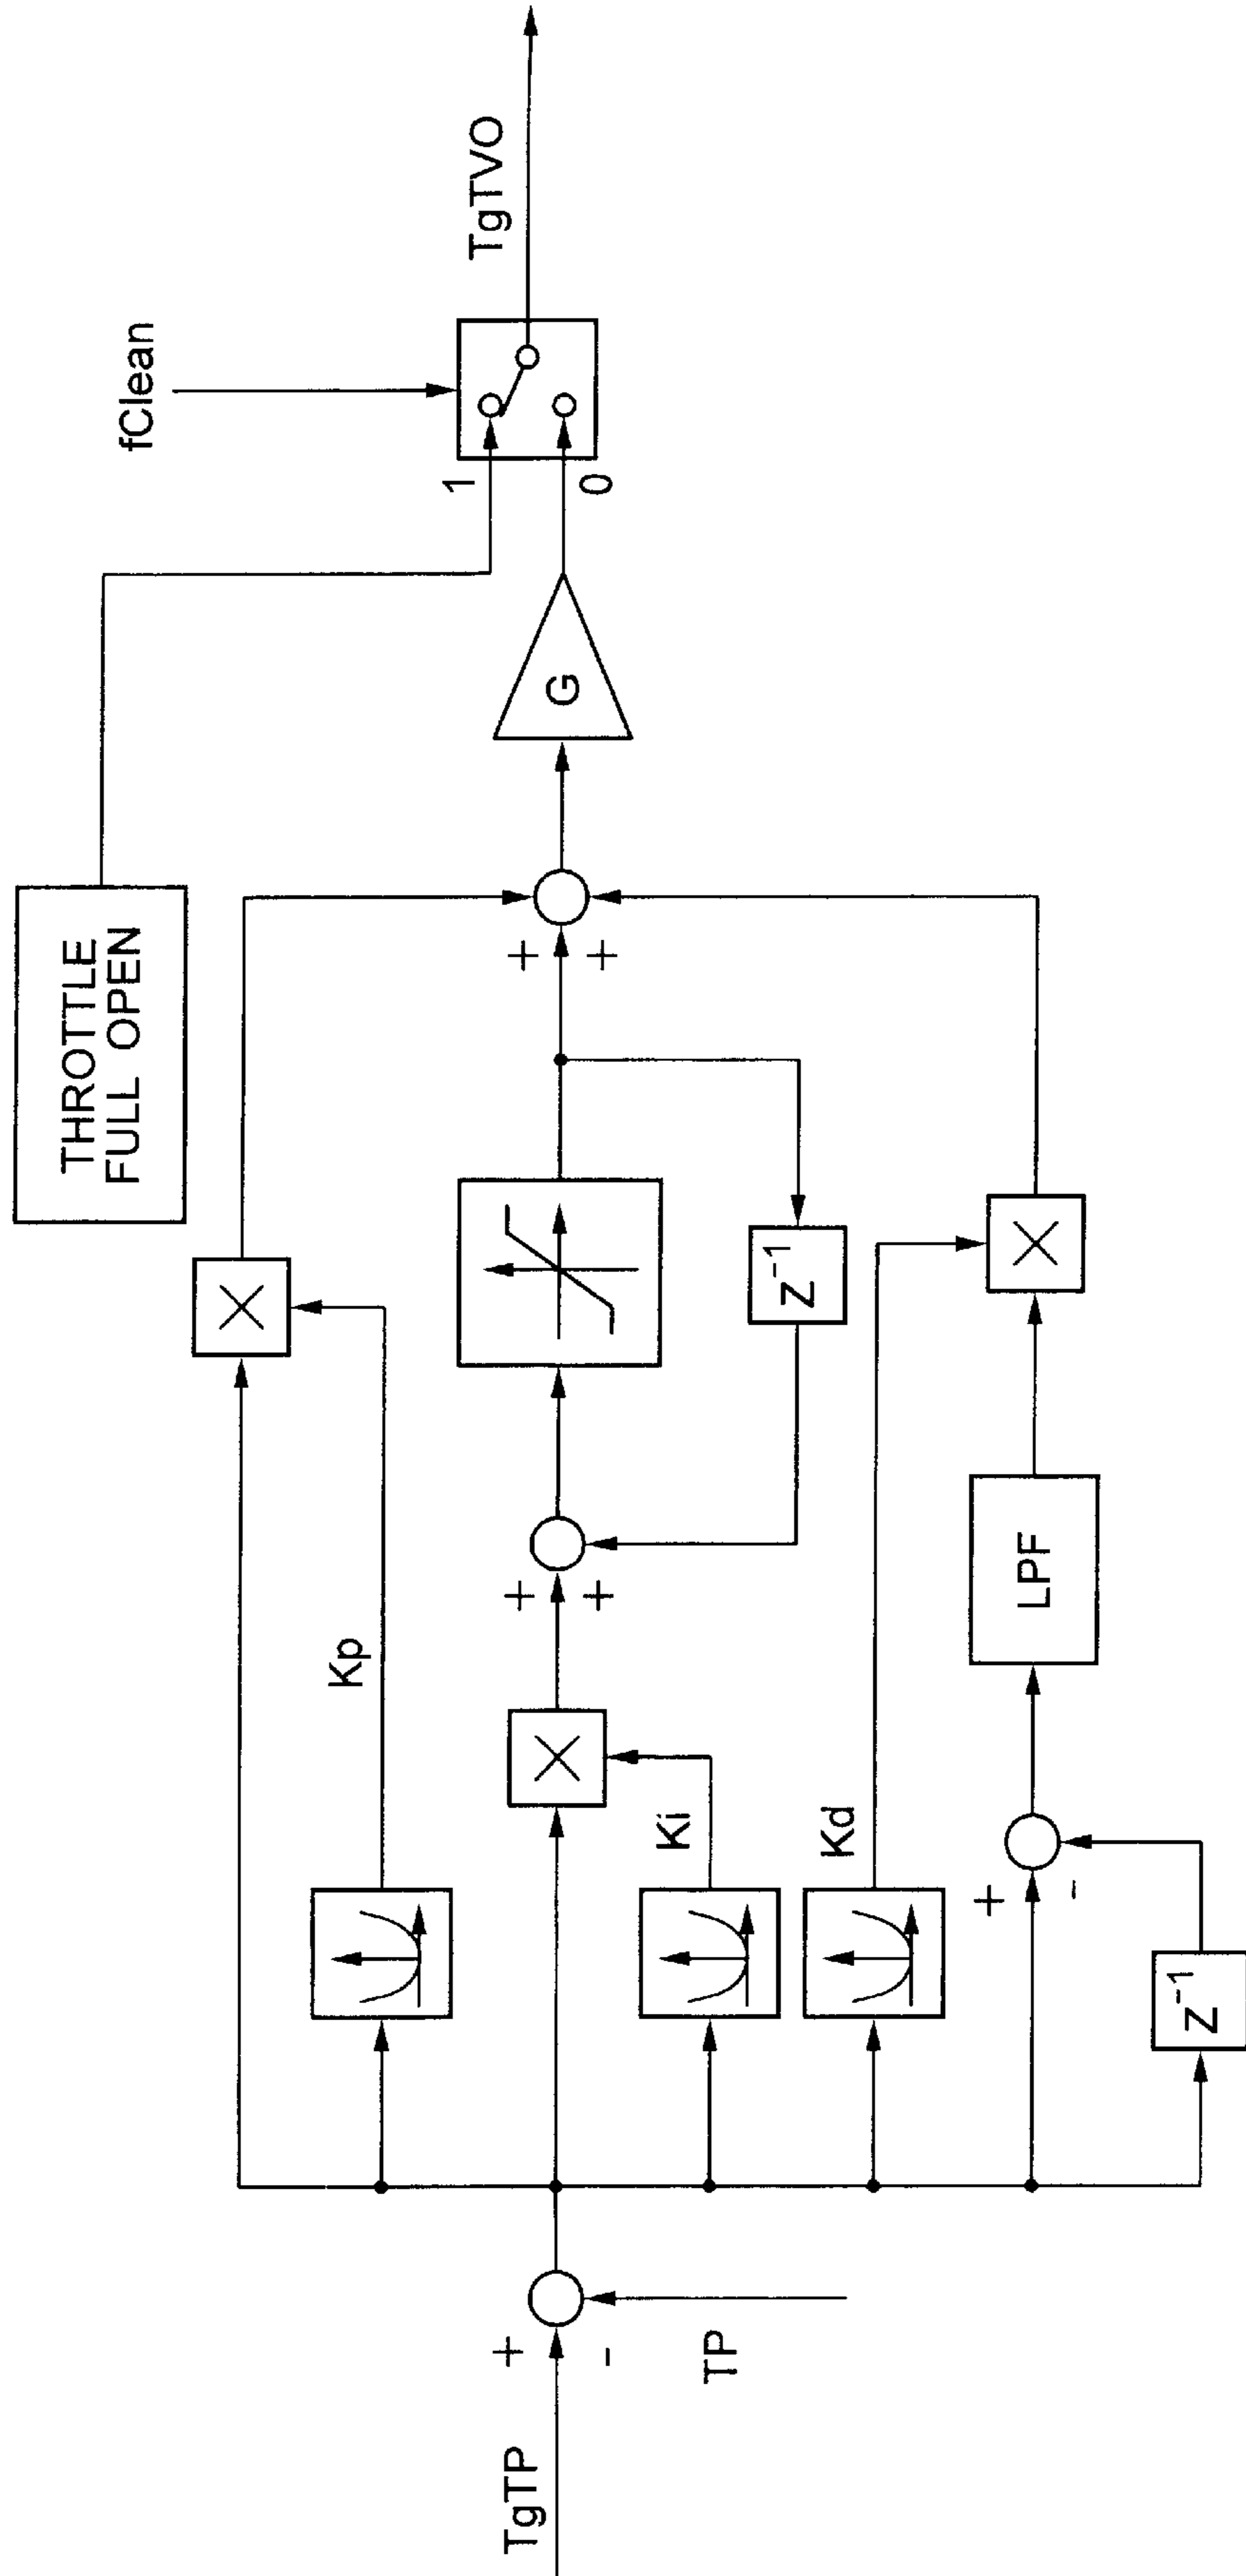 THROTTLE
FULL OPEN
fClean
1
TgTVO
0
G
+
+
Kp
+
+
Z⁻¹
Ki
Kd
LPF
+
-
Z⁻¹
TgTP
+
-
TP